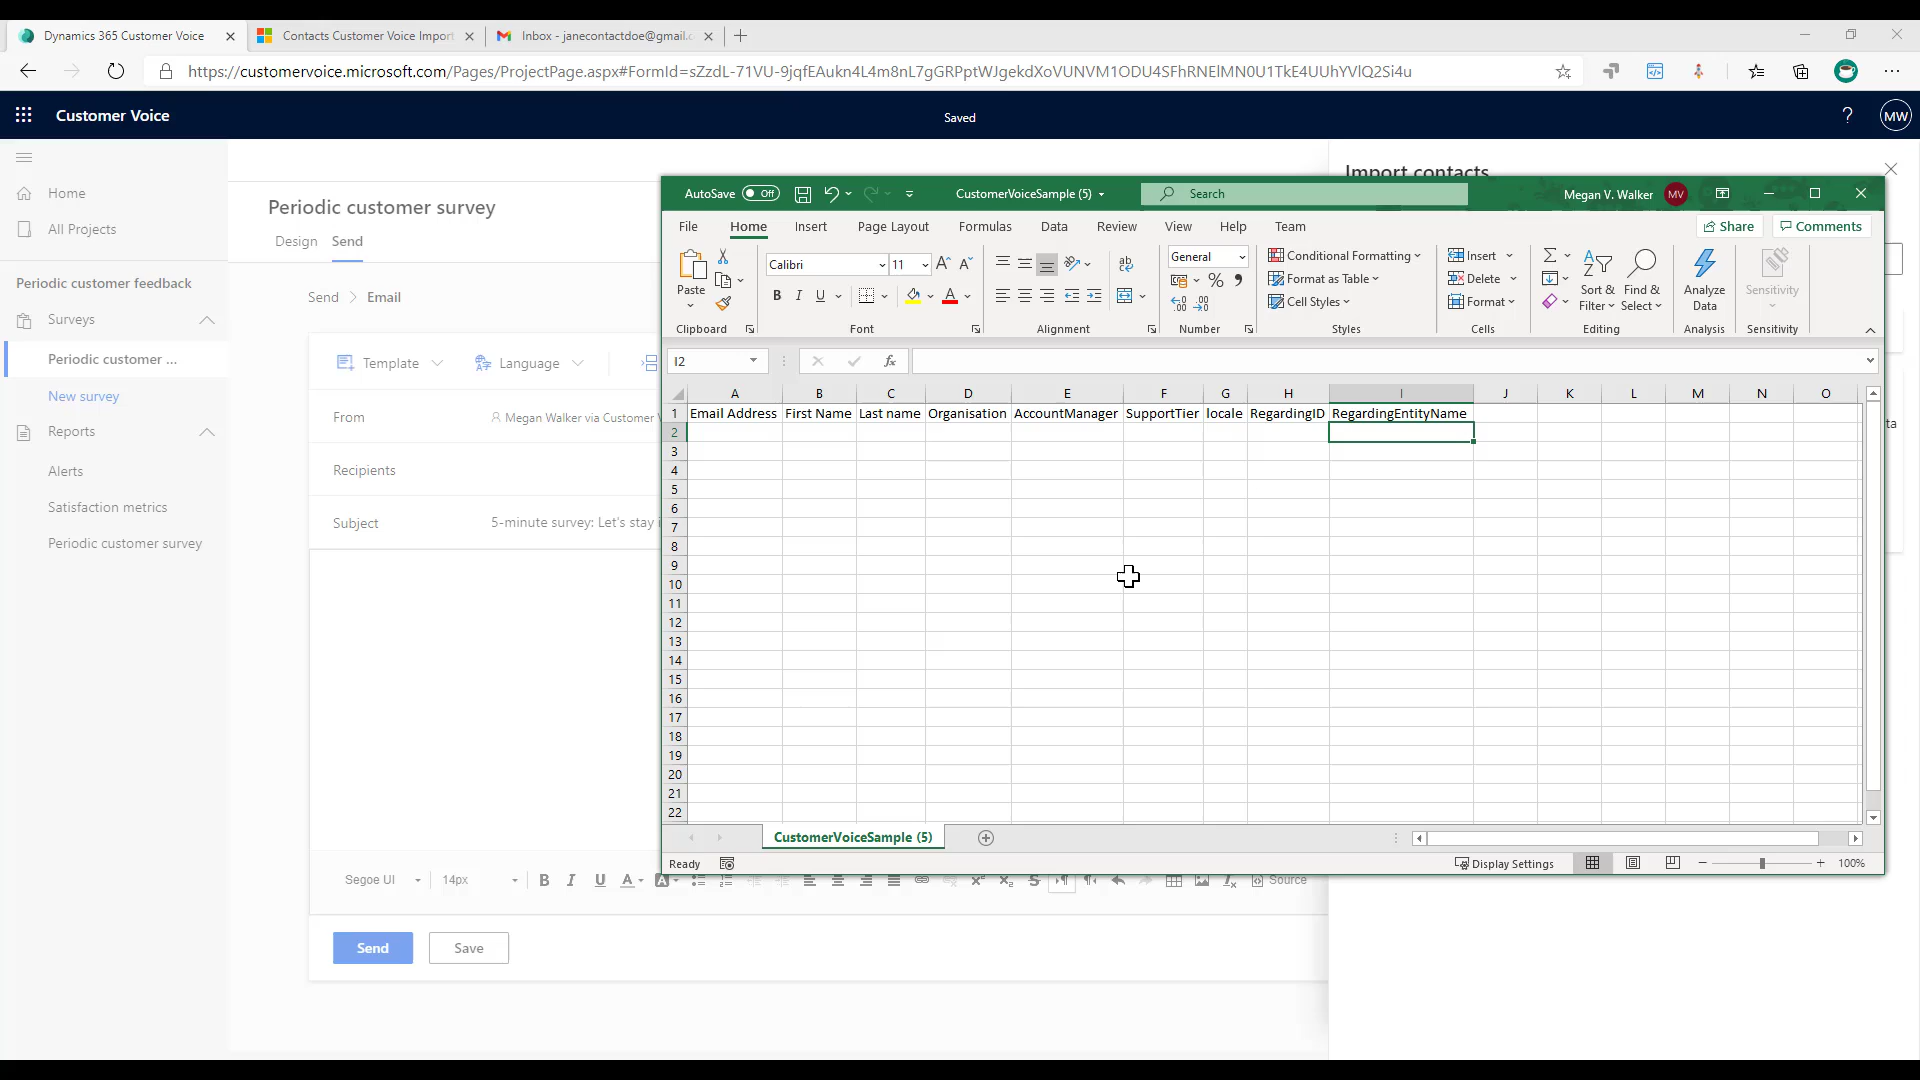 Dynamics 365 Customer Voice
Contacts Customer Voice Import
Inbox - janecontactdoe@gmail.c
https://customervoice.microsoft.com/Pages/ProjectPage.aspx#FormId=sZzdL-71VU-9jqfEAukn4L4m8nL7gGRPptWJgekdXoVUNVM1ODU4SFhRNElMN0U1TkE4UUhYVlQ2Si4u
Customer Voice
Saved
?
MW
Home
All Projects
Periodic customer feedback
Surveys
Periodic customer ...
New survey
Reports
Alerts
Satisfaction metrics
Periodic customer survey
Periodic customer survey
Design
Send
Send > Email
Template
Language
From
Megan Walker via Customer
Recipients
Subject
5-minute survey: Let's stay i
Segoe UI
14px
B I U A A
Source
Send
Save
Import contacts
ta
AutoSave Off
CustomerVoiceSample (5)
Search
Megan V. Walker
MV
File
Home
Insert
Page Layout
Formulas
Data
Review
View
Help
Team
Share
Comments
Paste
Clipboard
Calibri
11
B I U
Font
Alignment
General
Number
Conditional Formatting
Format as Table
Cell Styles
Styles
Insert
Delete
Format
Cells
Sort &
Filter
Find &
Select
Editing
Analyze
Data
Analysis
Sensitivity
Sensitivity
I2
fx
A B C D E F G H I J K L M N O
1 Email Address First Name Last name Organisation AccountManager SupportTier locale RegardingID RegardingEntityName
2
3
4
5
6
7
8
9
10
11
12
13
14
15
16
17
18
19
20
21
22
CustomerVoiceSample (5)
Ready
Display Settings
100%